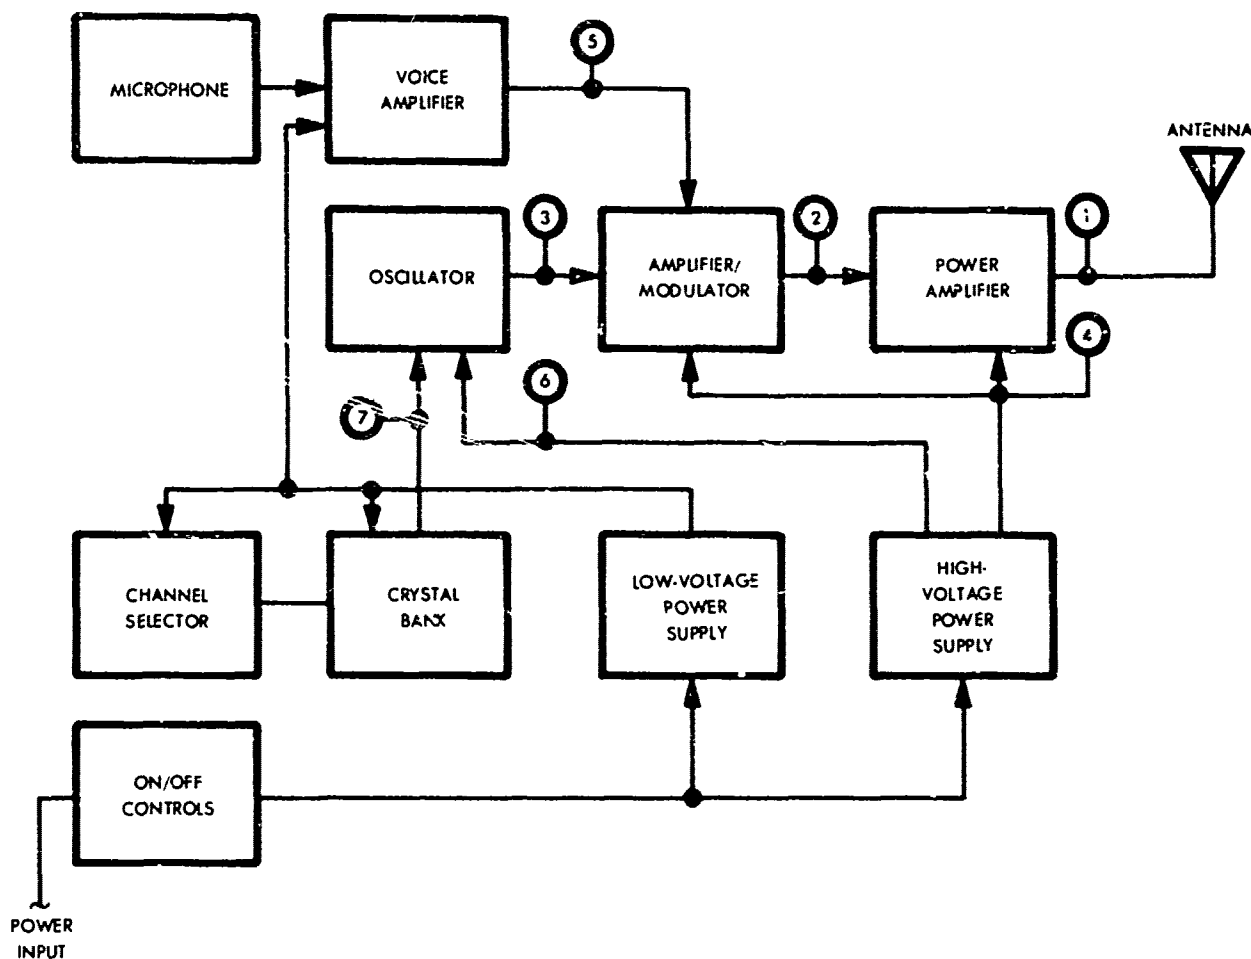 MICROPHONE
VOICE
AMPLIFIER
5
ANTENNA
OSCILLATOR
3
AMPLIFIER/
MODULATOR
2
POWER
AMPLIFIER
1
4
6
7
CHANNEL
SELECTOR
CRYSTAL
BANK
LOW-VOLTAGE
POWER
SUPPLY
HIGH-
VOLTAGE
POWER
SUPPLY
ON/OFF
CONTROLS
POWER
INPUT